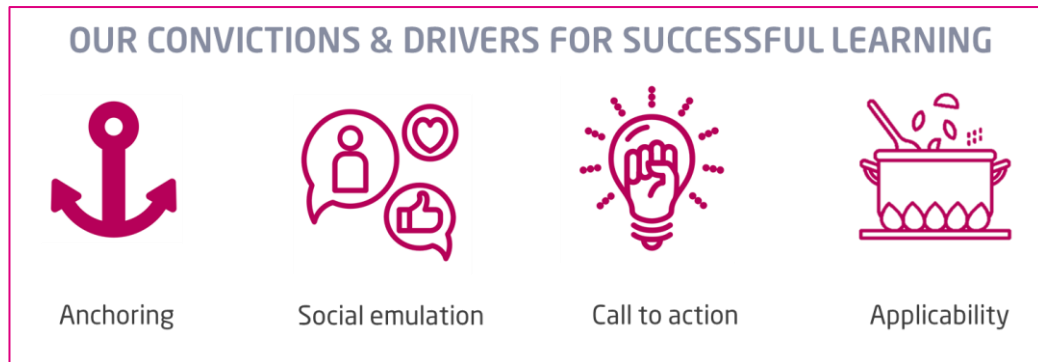 OUR CONVICTIONS & DRIVERS FOR SUCCESSFUL LEARNING
Anchoring
Social emulation
Call to action
Applicability